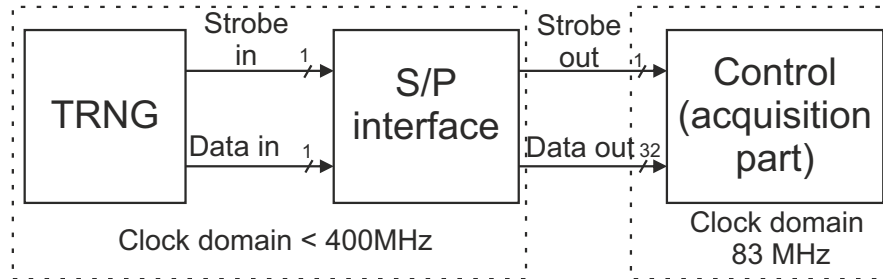 Strobe
in
1
TRNG
Data in
1
S/P
interface
Strobe
out
1
Data out
32
Control
(acquisition
part)
Clock domain < 400MHz
Clock domain
83 MHz